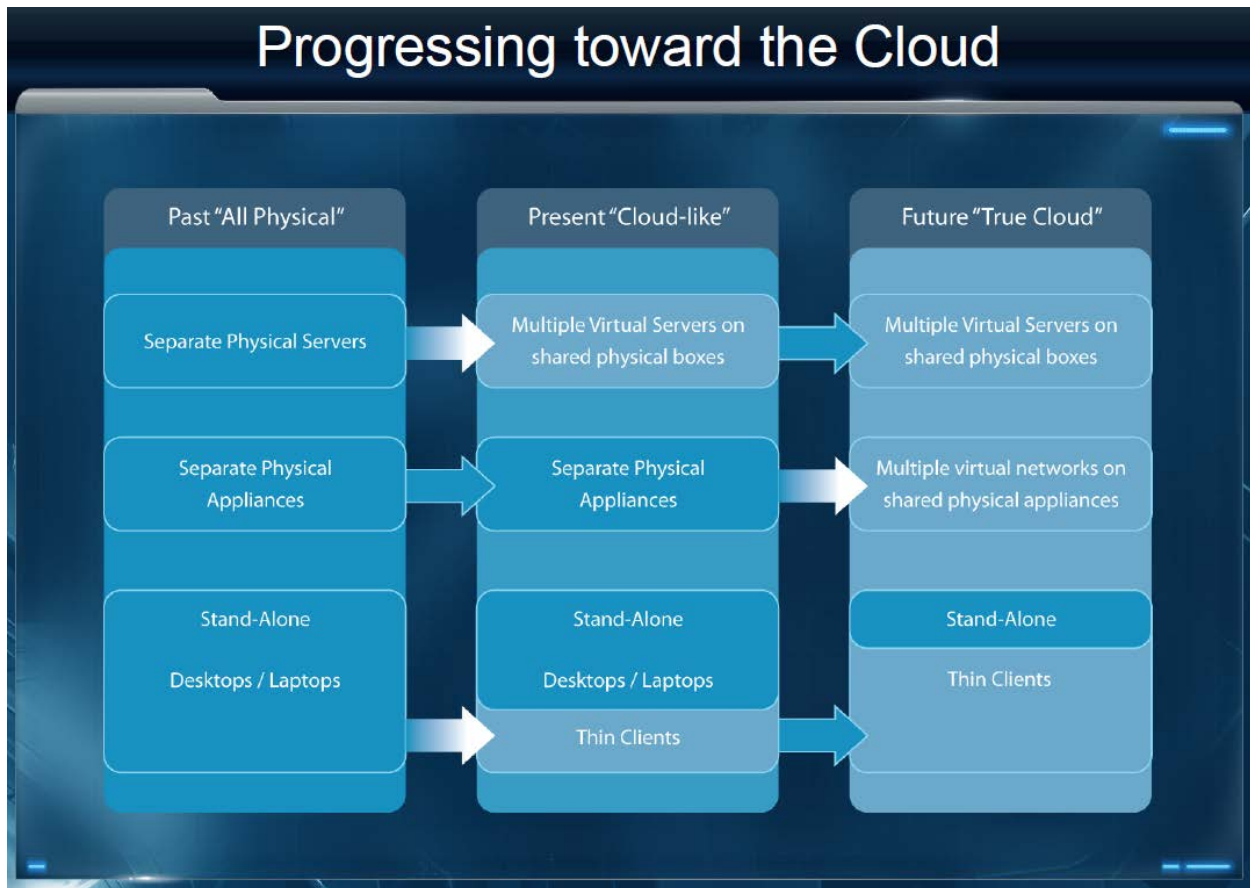 Progressing toward the Cloud
Past "All Physical"
Separate Physical Servers
Separate Physical
Appliances
Stand-Alone
Desktops / Laptops
Present "Cloud-like"
Multiple Virtual Servers on
shared physical boxes
Separate Physical
Appliances
Stand-Alone
Desktops / Laptops
Thin Clients
Future "True Cloud"
Multiple Virtual Servers on
shared physical boxes
Multiple virtual networks on
shared physical appliances
Stand-Alone
Thin Clients